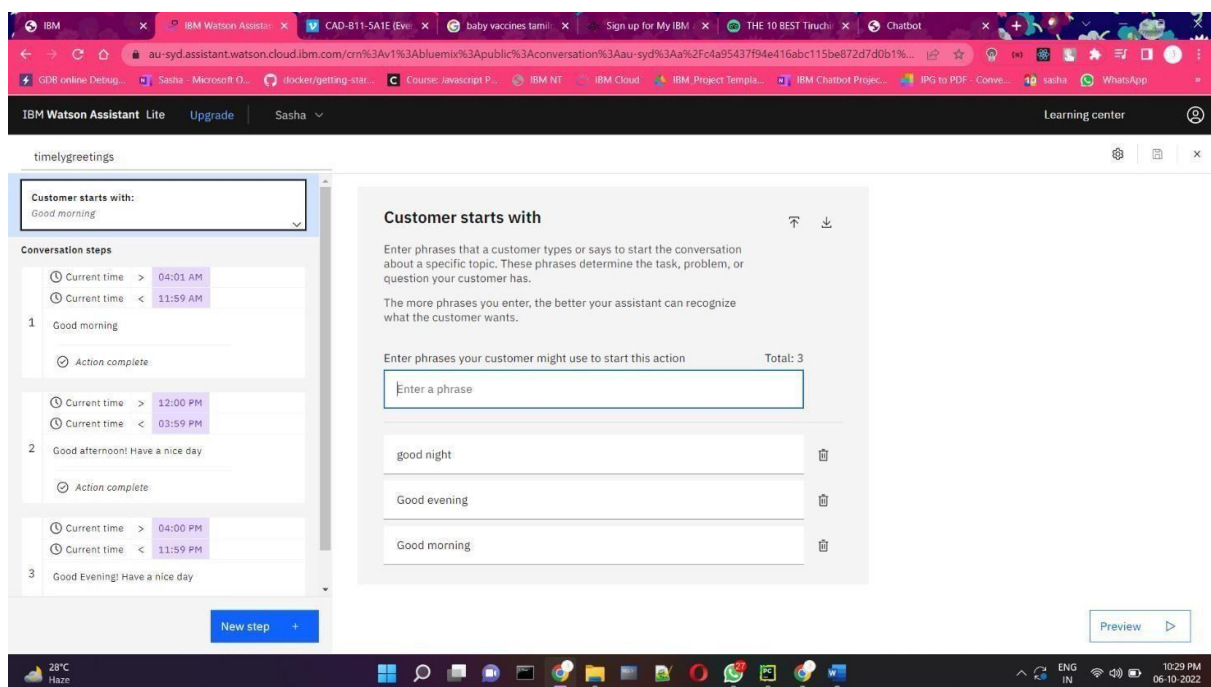 IBM
IBM Watson Assistan
CAD-B11-5A1E (Eve
baby vaccines tamil
Sign up for My IBM
THE 10 BEST Tiruchi
Chatbot
au-syd.assistant.watson.cloud.ibm.com/crn%3Av1%3Abluemix%3Apublic%3Aconversation%3Aau-syd%3Aa%2Fc4a95437f94e416abc115be872d7d0b1%...
GDB online Debug...
Sasha - Microsoft O...
docker/getting-star...
Course: Javascript P...
IBM NT
IBM Cloud
IBM_Project Templa...
IBM Chatbot Projec...
JPG to PDF - Conve...
sasha
WhatsApp
IBM Watson Assistant Lite
Upgrade
Sasha
Learning center
timelygreetings
Customer starts with:
Good morning
Conversation steps
Current time > 04:01 AM
Current time < 11:59 AM
1 Good morning
Action complete
Current time > 12:00 PM
Current time < 03:59 PM
2 Good afternoon! Have a nice day
Action complete
Current time > 04:00 PM
Current time < 11:59 PM
3 Good Evening! Have a nice day
New step +
Customer starts with
Enter phrases that a customer types or says to start the conversation
about a specific topic. These phrases determine the task, problem, or
question your customer has.
The more phrases you enter, the better your assistant can recognize
what the customer wants.
Enter phrases your customer might use to start this action
Total: 3
Enter a phrase
good night
Good evening
Good morning
Preview
28°C
Haze
ENG
IN
10:29 PM
06-10-2022